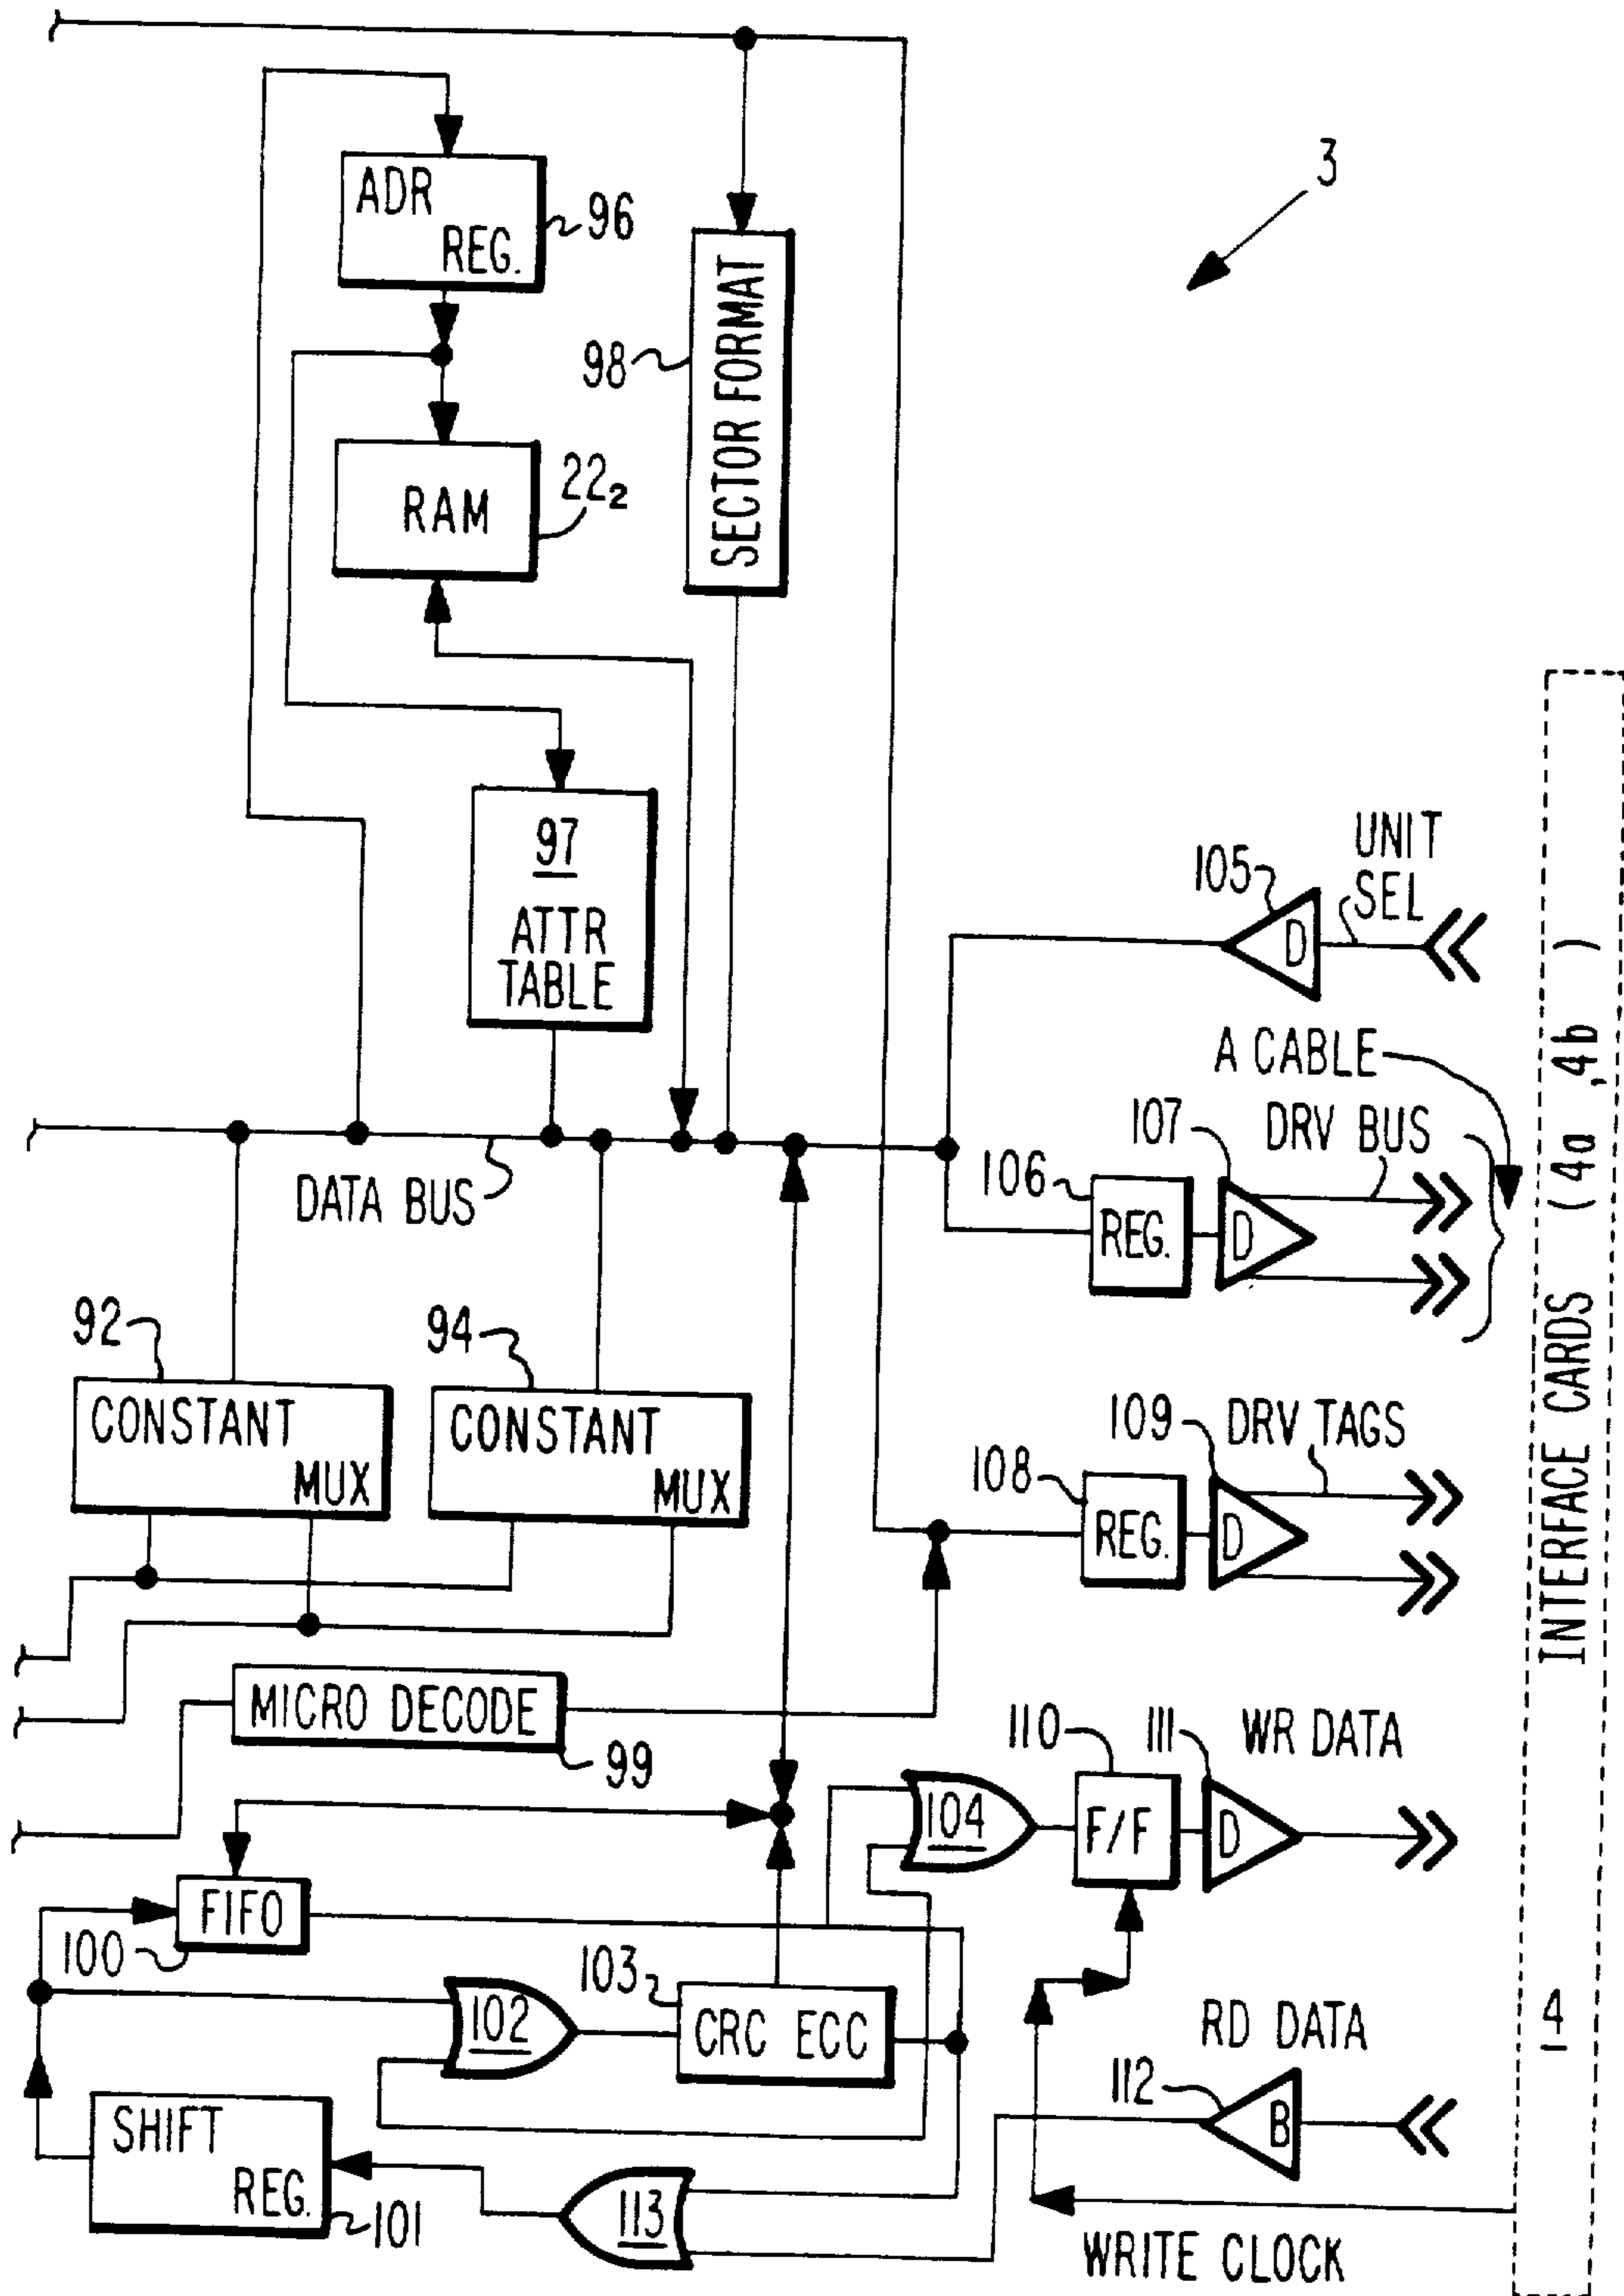 3
ADR
REG.
96
98
SECTOR FORMAT
RAM
22₂
97
ATTR
TABLE
105
D
UNIT
SEL
A CABLE
DATA BUS
106
REG.
107
D
DRV BUS
92
CONSTANT
MUX
94
CONSTANT
MUX
108
REG.
109
D
DRV TAGS
MICRO DECODE
99
104
110
F/F
111
D
WR DATA
FIFO
100
102
103
CRC ECC
RD DATA
112
B
SHIFT
REG.
101
113
WRITE CLOCK
4
INTERFACE CARDS (4a ,4b )